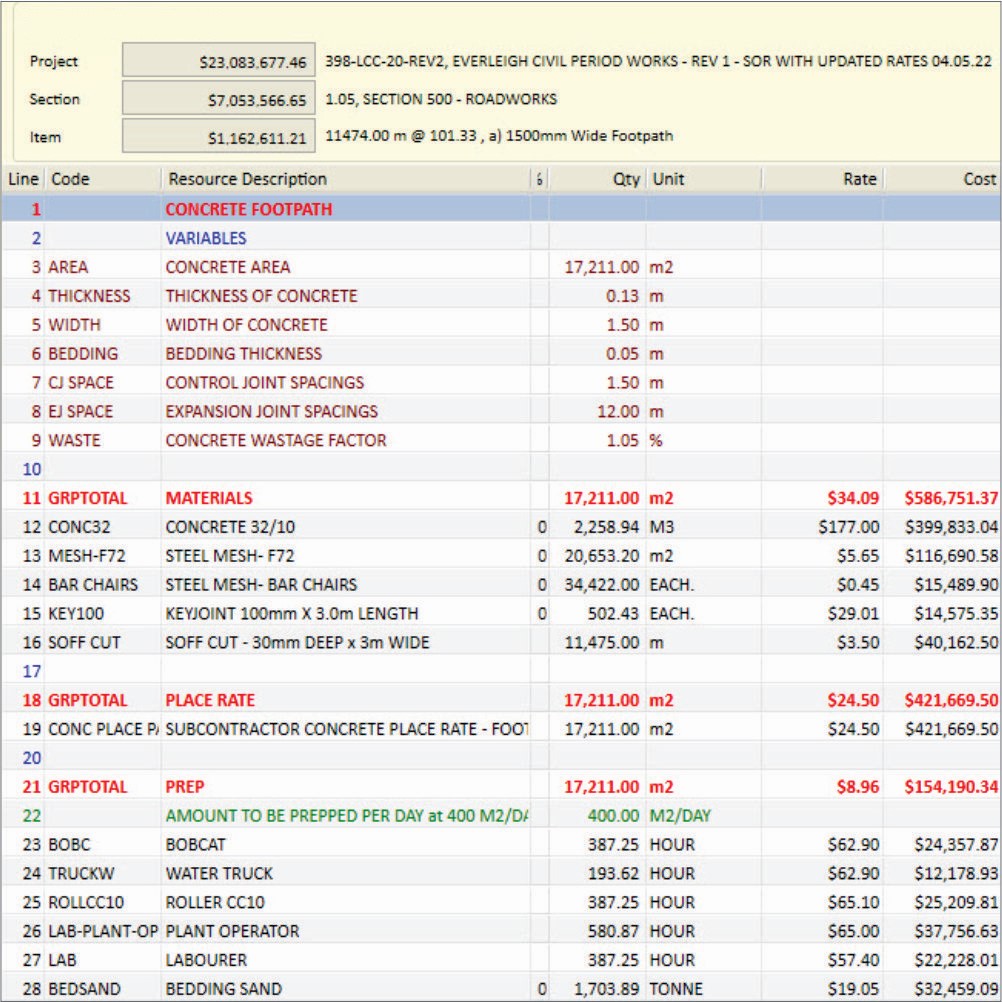 Project $23,083,677.46 398-LCC-20-REV2, EVERLEIGH CIVIL PERIOD WORKS - REV 1 - SOR WITH UPDATED RATES 04.05.22
Section $7,053,566.65 1.05, SECTION 500 - ROADWORKS
Item $1,162,611.21 11474.00 m @ 101.33 , a) 1500mm Wide Footpath
Line Code Resource Description Qty Unit Rate Cost
1 CONCRETE FOOTPATH
2 VARIABLES
3 AREA CONCRETE AREA 17,211.00 m2
4 THICKNESS THICKNESS OF CONCRETE 0.13 m
5 WIDTH WIDTH OF CONCRETE 1.50 m
6 BEDDING BEDDING THICKNESS 0.05 m
7 CJ SPACE CONTROL JOINT SPACINGS 1.50 m
8 EJ SPACE EXPANSION JOINT SPACINGS 12.00 m
9 WASTE CONCRETE WASTAGE FACTOR 1.05 %
10
11 GRPTOTAL MATERIALS 17,211.00 m2 $34.09 $586,751.37
12 CONC32 CONCRETE 32/10 0 2,258.94 M3 $177.00 $399,833.04
13 MESH-F72 STEEL MESH- F72 0 20,653.20 m2 $5.65 $116,690.58
14 BAR CHAIRS STEEL MESH- BAR CHAIRS 0 34,422.00 EACH. $0.45 $15,489.90
15 KEY100 KEYJOINT 100mm X 3.0m LENGTH 0 502.43 EACH. $29.01 $14,575.35
16 SOFF CUT SOFF CUT - 30mm DEEP x 3m WIDE 11,475.00 m $3.50 $40,162.50
17
18 GRPTOTAL PLACE RATE 17,211.00 m2 $24.50 $421,669.50
19 CONC PLACE PA SUBCONTRACTOR CONCRETE PLACE RATE - FOOT 17,211.00 m2 $24.50 $421,669.50
20
21 GRPTOTAL PREP 17,211.00 m2 $8.96 $154,190.34
22 AMOUNT TO BE PREPPED PER DAY at 400 M2/DA 400.00 M2/DAY
23 BOBC BOBCAT 387.25 HOUR $62.90 $24,357.87
24 TRUCKW WATER TRUCK 193.62 HOUR $62.90 $12,178.93
25 ROLLCC10 ROLLER CC10 387.25 HOUR $65.10 $25,209.81
26 LAB-PLANT-OP PLANT OPERATOR 580.87 HOUR $65.00 $37,756.63
27 LAB LABOURER 387.25 HOUR $57.40 $22,228.01
28 BEDSAND BEDDING SAND 0 1,703.89 TONNE $19.05 $32,459.09